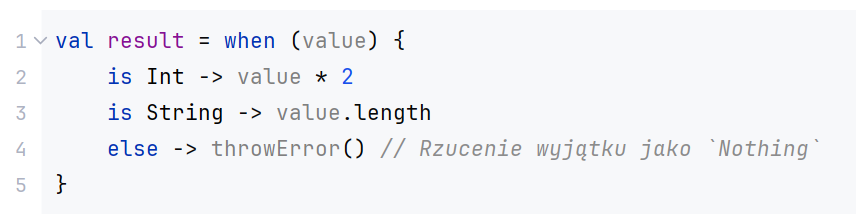 1 val result = when (value) {
2 is Int -> value * 2
3 is String -> value.length
4 else -> throwError() // Rzucenie wyjątku jako `Nothing`
5 }